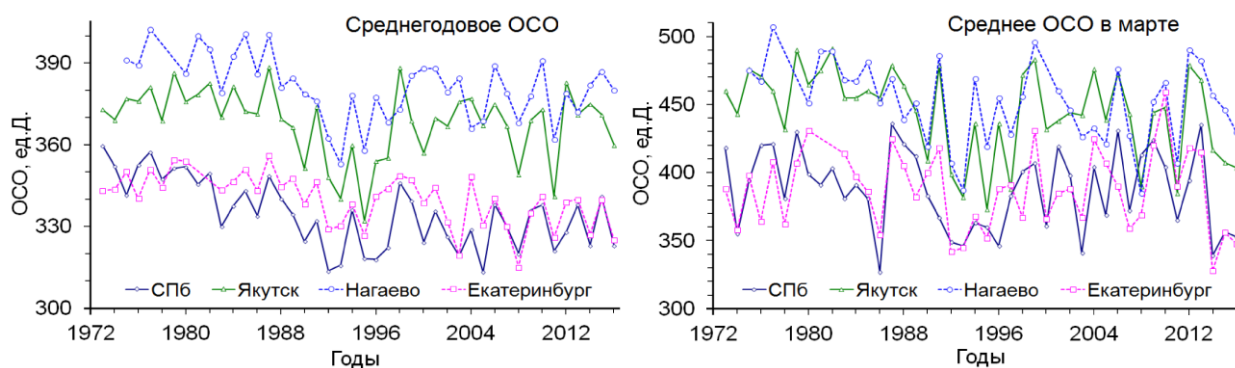 Среднегодовое ОСО
ОСО, ед.Д.
390
360
330
300
СПб Якутск Нагаево Екатеринбург
1972 1980 1988 1996 2004 2012
Годы
Среднее ОСО в марте
ОСО, ед.Д.
500
450
400
350
300
СПб Якутск Нагаево Екатеринбург
1972 1980 1988 1996 2004 2012
Годы